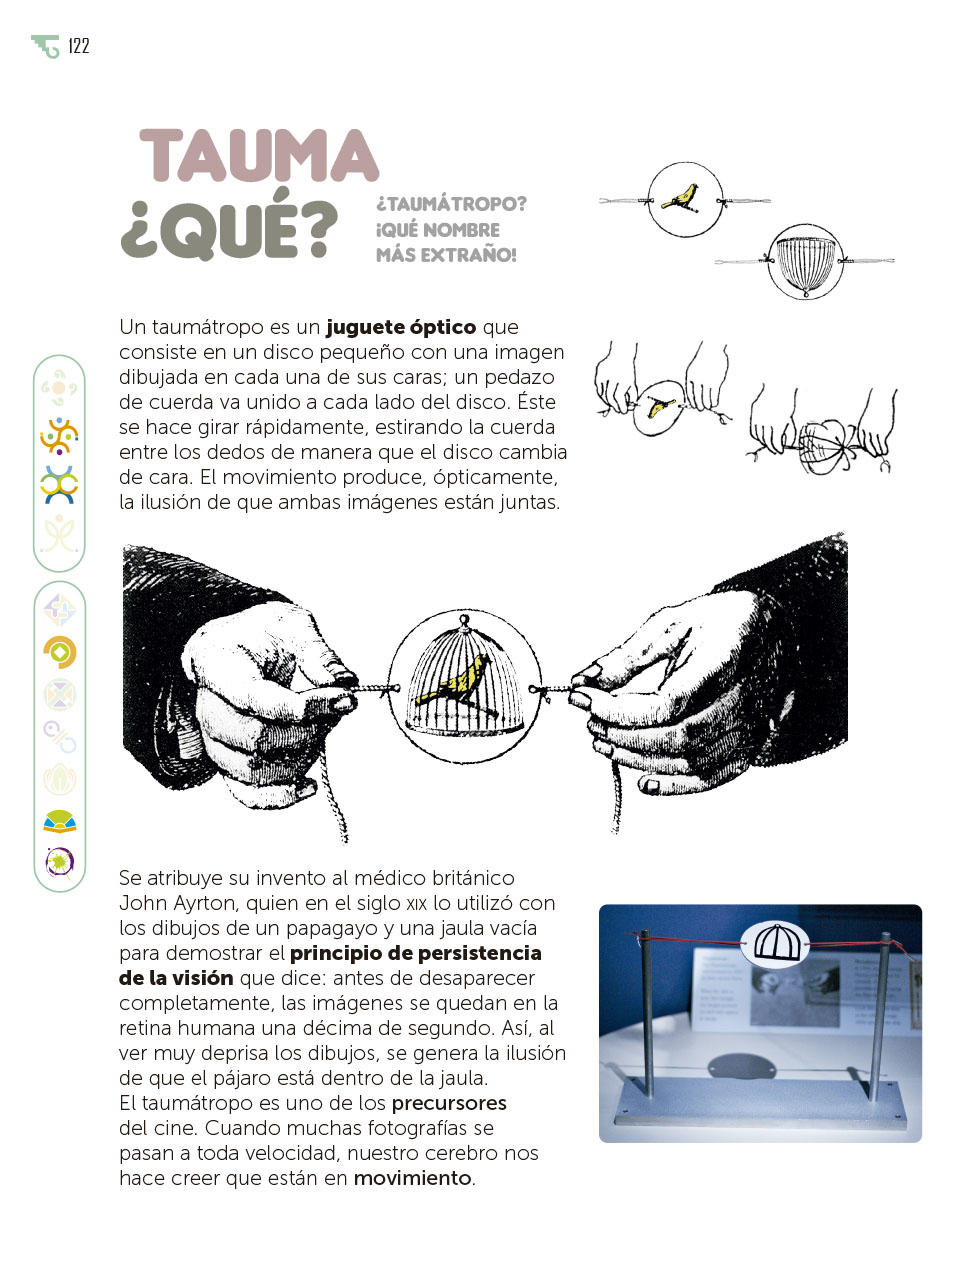 122
TAUMA
¿QUÉ?
¿TAUMÁTROPO?
¡QUÉ NOMBRE
MÁS EXTRAÑO!
Un taumátropo es un juguete óptico que
consiste en un disco pequeño con una imagen
dibujada en cada una de sus caras; un pedazo
de cuerda va unido a cada lado del disco. Éste
se hace girar rápidamente, estirando la cuerda
entre los dedos de manera que el disco cambia
de cara. El movimiento produce, ópticamente,
la ilusión de que ambas imágenes están juntas.
Se atribuye su invento al médico británico
John Ayrton, quien en el siglo XIX lo utilizó con
los dibujos de un papagayo y una jaula vacía
para demostrar el principio de persistencia
de la visión que dice: antes de desaparecer
completamente, las imágenes se quedan en la
retina humana una décima de segundo. Así, al
ver muy deprisa los dibujos, se genera la ilusión
de que el pájaro está dentro de la jaula.
El taumátropo es uno de los precursores
del cine. Cuando muchas fotografías se
pasan a toda velocidad, nuestro cerebro nos
hace creer que están en movimiento.